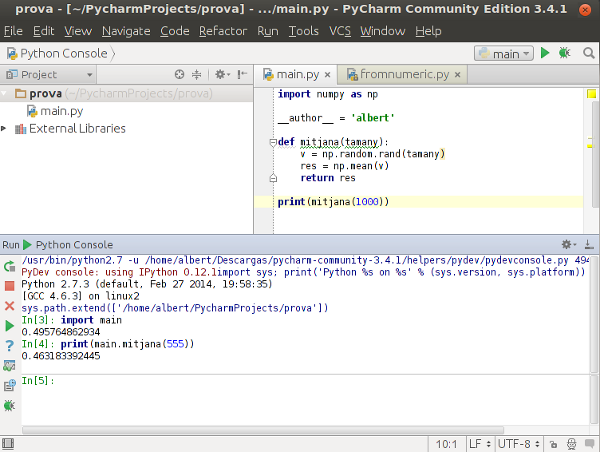 prova - [~/PycharmProjects/prova] - .../main.py - PyCharm Community Edition 3.4.1
File Edit View Navigate Code Refactor Run Tools VCS Window Help
Python Console
main
Project
main.py
fromnumeric.py
prova (~/PycharmProjects/prova)
main.py
External Libraries
import numpy as np
__author__ = 'albert'
def mitjana(tamany):
v = np.random.rand(tamany)
res = np.mean(v)
return res
print(mitjana(1000))
Run Python Console
/usr/bin/python2.7 -u /home/albert/Descargas/pycharm-community-3.4.1/helpers/pydev/pydevconsole.py 494
PyDev console: using IPython 0.12.1import sys; print('Python %s on %s' % (sys.version, sys.platform))
Python 2.7.3 (default, Feb 27 2014, 19:58:35)
[GCC 4.6.3] on linux2
sys.path.extend(['/home/albert/PycharmProjects/prova'])
In[3]: import main
0.495764862934
In[4]: print(main.mitjana(555))
0.463183392445
In[5]:
10:1 LF UTF-8